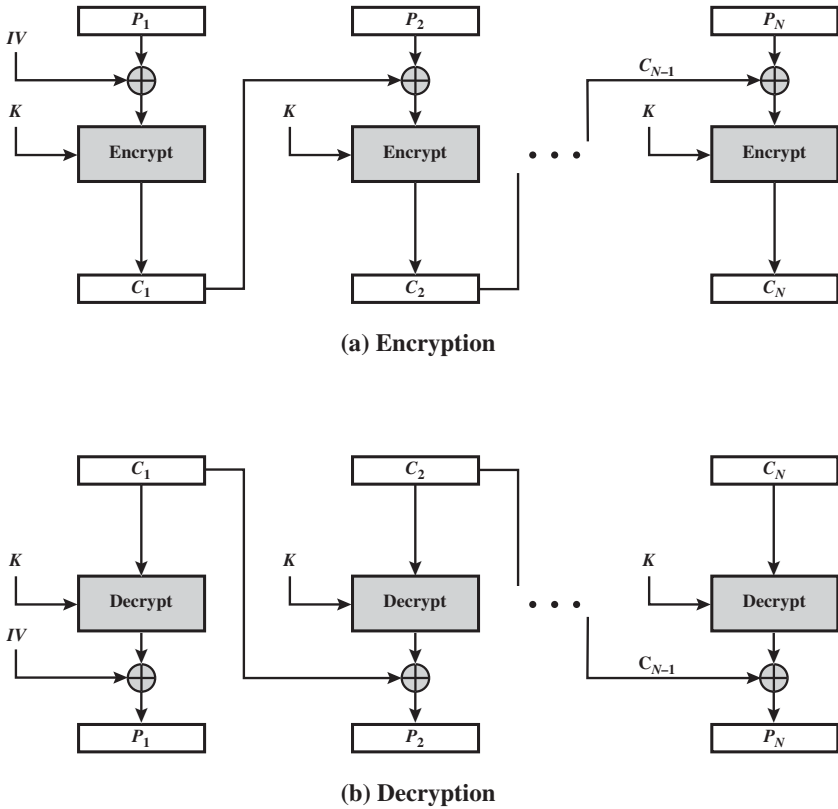 P1 P2 PN
IV
CN–1
K K K
Encrypt Encrypt Encrypt
C1 C2 CN
(a) Encryption
C1 C2 CN
K K K
Decrypt Decrypt Decrypt
IV
CN–1
P1 P2 PN
(b) Decryption